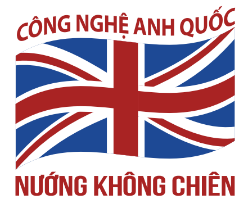 CÔNG NGHỆ ANH QUỐC
NƯỚNG KHÔNG CHIÊN